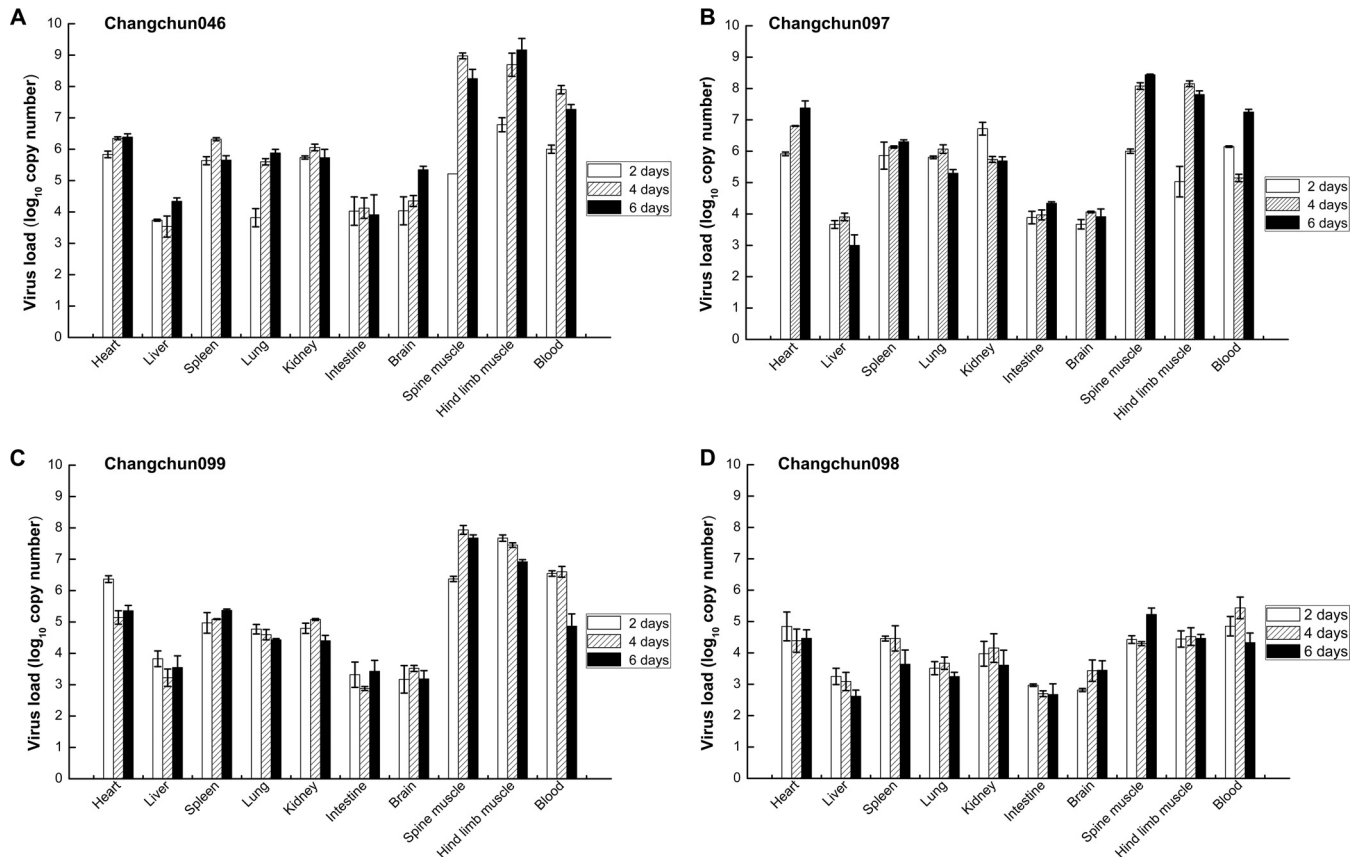 A
Changchun046
Virus load (log10 copy number)
10
9
8
7
6
5
4
3
2
1
0
Heart
Liver
Spleen
Lung
Kidney
Intestine
Brain
Spine muscle
Hind limb muscle
Blood
2 days
4 days
6 days
B
Changchun097
Virus load (log10 copy number)
10
9
8
7
6
5
4
3
2
1
0
Heart
Liver
Spleen
Lung
Kidney
Intestine
Brain
Spine muscle
Hind limb muscle
Blood
2 days
4 days
6 days
C
Changchun099
Virus load (log10 copy number)
10
9
8
7
6
5
4
3
2
1
0
Heart
Liver
Spleen
Lung
Kidney
Intestine
Brain
Spine muscle
Hind limb muscle
Blood
2 days
4 days
6 days
D
Changchun098
Virus load (log10 copy number)
10
9
8
7
6
5
4
3
2
1
0
Heart
Liver
Spleen
Lung
Kidney
Intestine
Brain
Spine muscle
Hind limb muscle
Blood
2 days
4 days
6 days